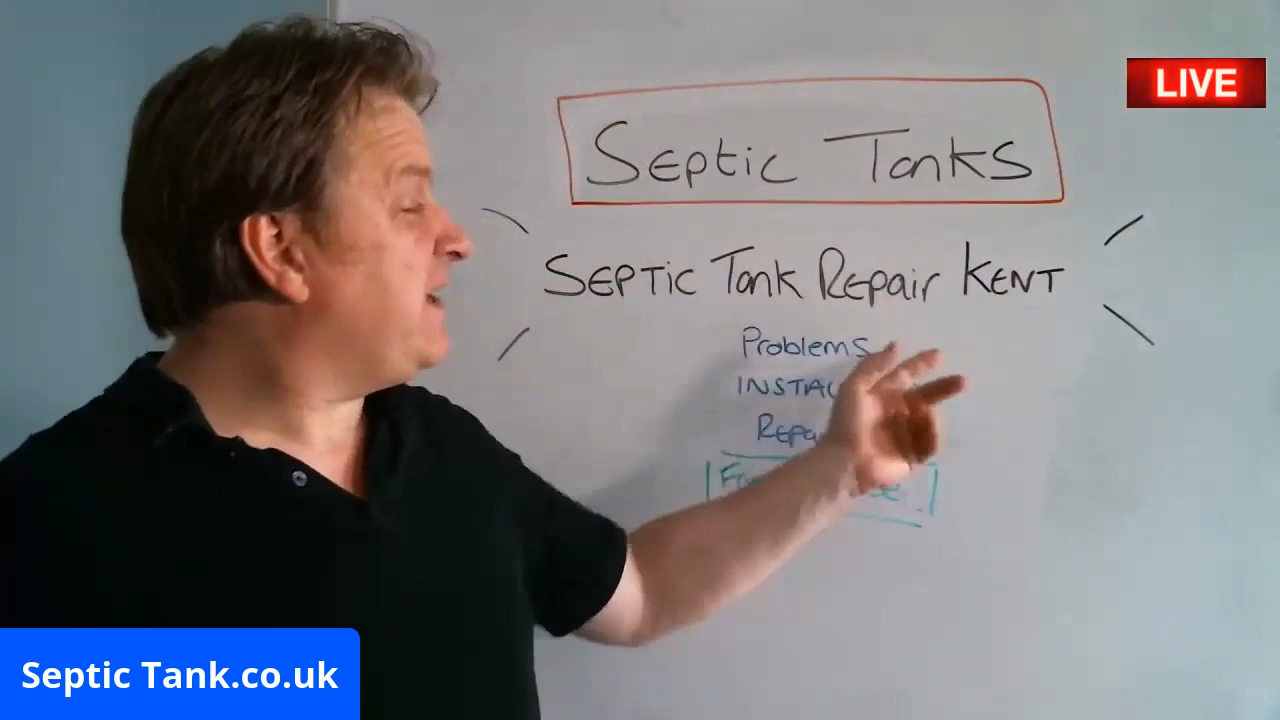 LIVE
Septic Tanks
SEPTIC Tank Repair KENT
Problems
Septic Tank.co.uk